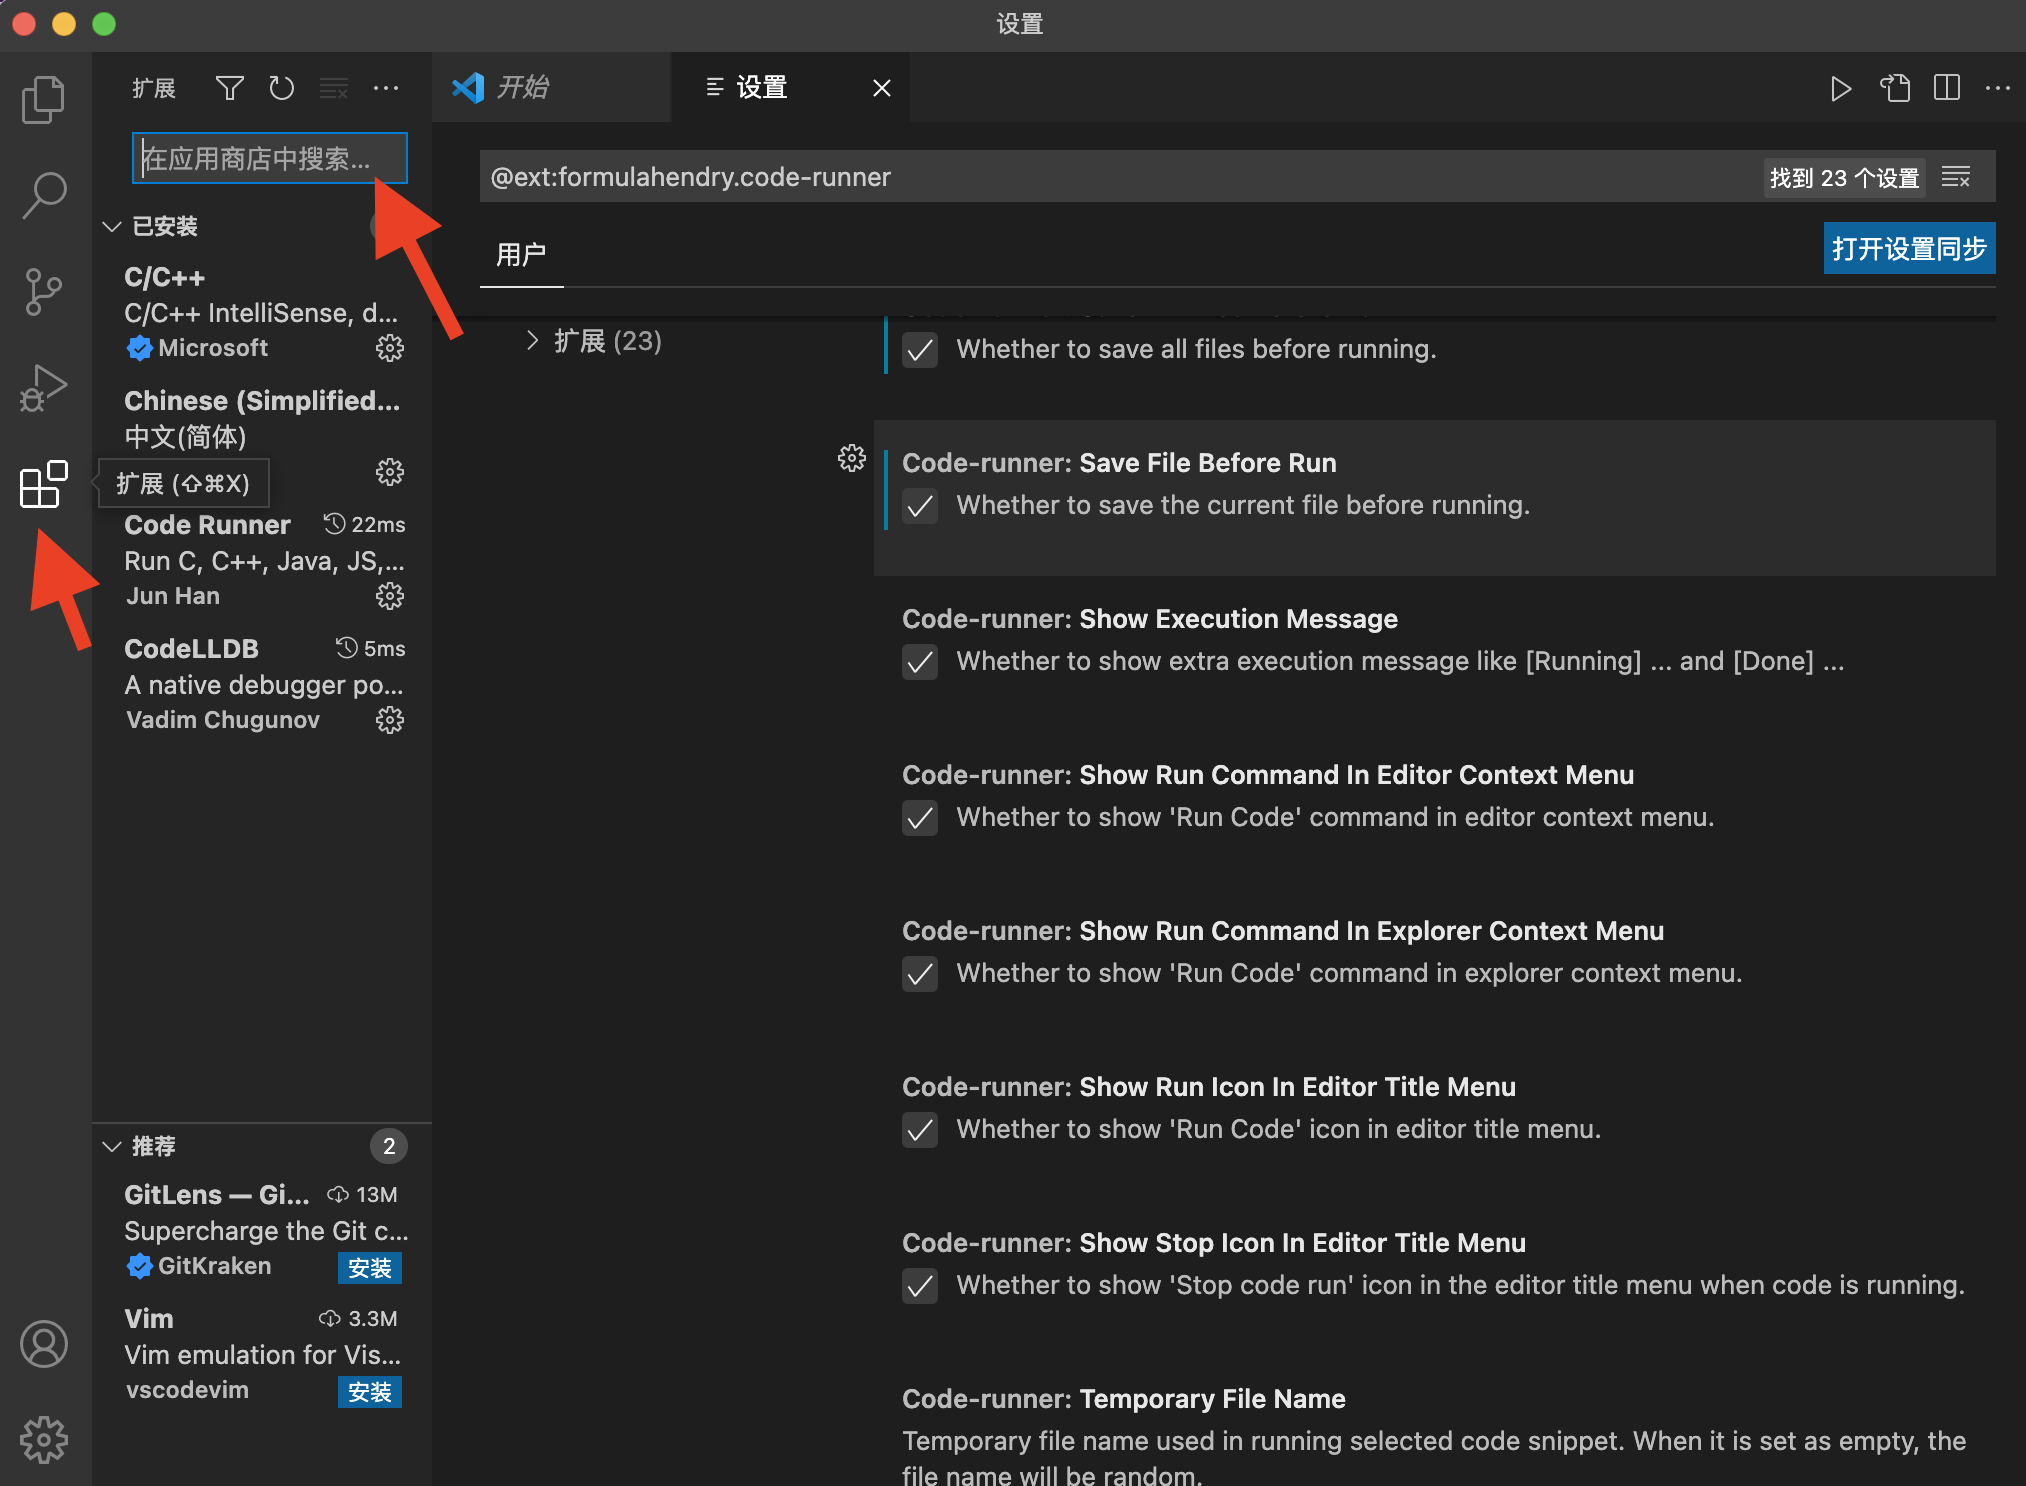 设置
扩展
在应用商店中搜索...
已安装
C/C++
C/C++ IntelliSense, d...
Microsoft
Chinese (Simplified...
中文(简体)
扩展 (⇧⌘X)
Code Runner 22ms
Run C, C++, Java, JS,...
Jun Han
CodeLLDB 5ms
A native debugger po...
Vadim Chugunov
推荐 2
GitLens — Gi... 13M
Supercharge the Git c...
GitKraken 安装
Vim 3.3M
Vim emulation for Vis...
vscodevim 安装
开始
设置
@ext:formulahendry.code-runner
找到 23 个设置
用户
打开设置同步
扩展 (23)
Whether to save all files before running.
Code-runner: Save File Before Run
Whether to save the current file before running.
Code-runner: Show Execution Message
Whether to show extra execution message like [Running] ... and [Done] ...
Code-runner: Show Run Command In Editor Context Menu
Whether to show 'Run Code' command in editor context menu.
Code-runner: Show Run Command In Explorer Context Menu
Whether to show 'Run Code' command in explorer context menu.
Code-runner: Show Run Icon In Editor Title Menu
Whether to show 'Run Code' icon in editor title menu.
Code-runner: Show Stop Icon In Editor Title Menu
Whether to show 'Stop code run' icon in the editor title menu when code is running.
Code-runner: Temporary File Name
Temporary file name used in running selected code snippet. When it is set as empty, the
file name will be random.